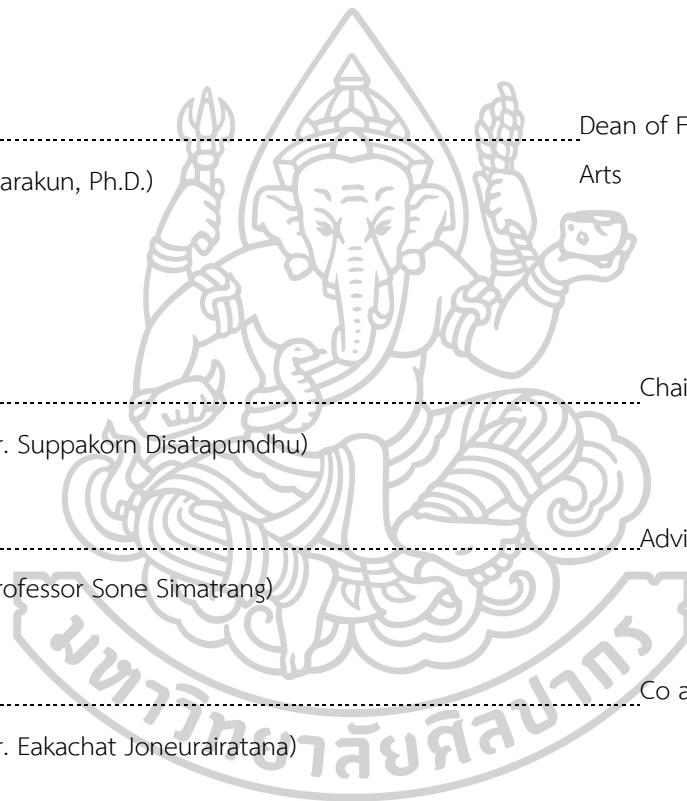 Dean of F
arakun, Ph.D.)
Arts
Chai
r. Suppakorn Disatapundhu)
Advi
rofessor Sone Simatrang)
Co a
r. Eakachat Joneurairatana)
มหาวิทยาลัยศิลปากร